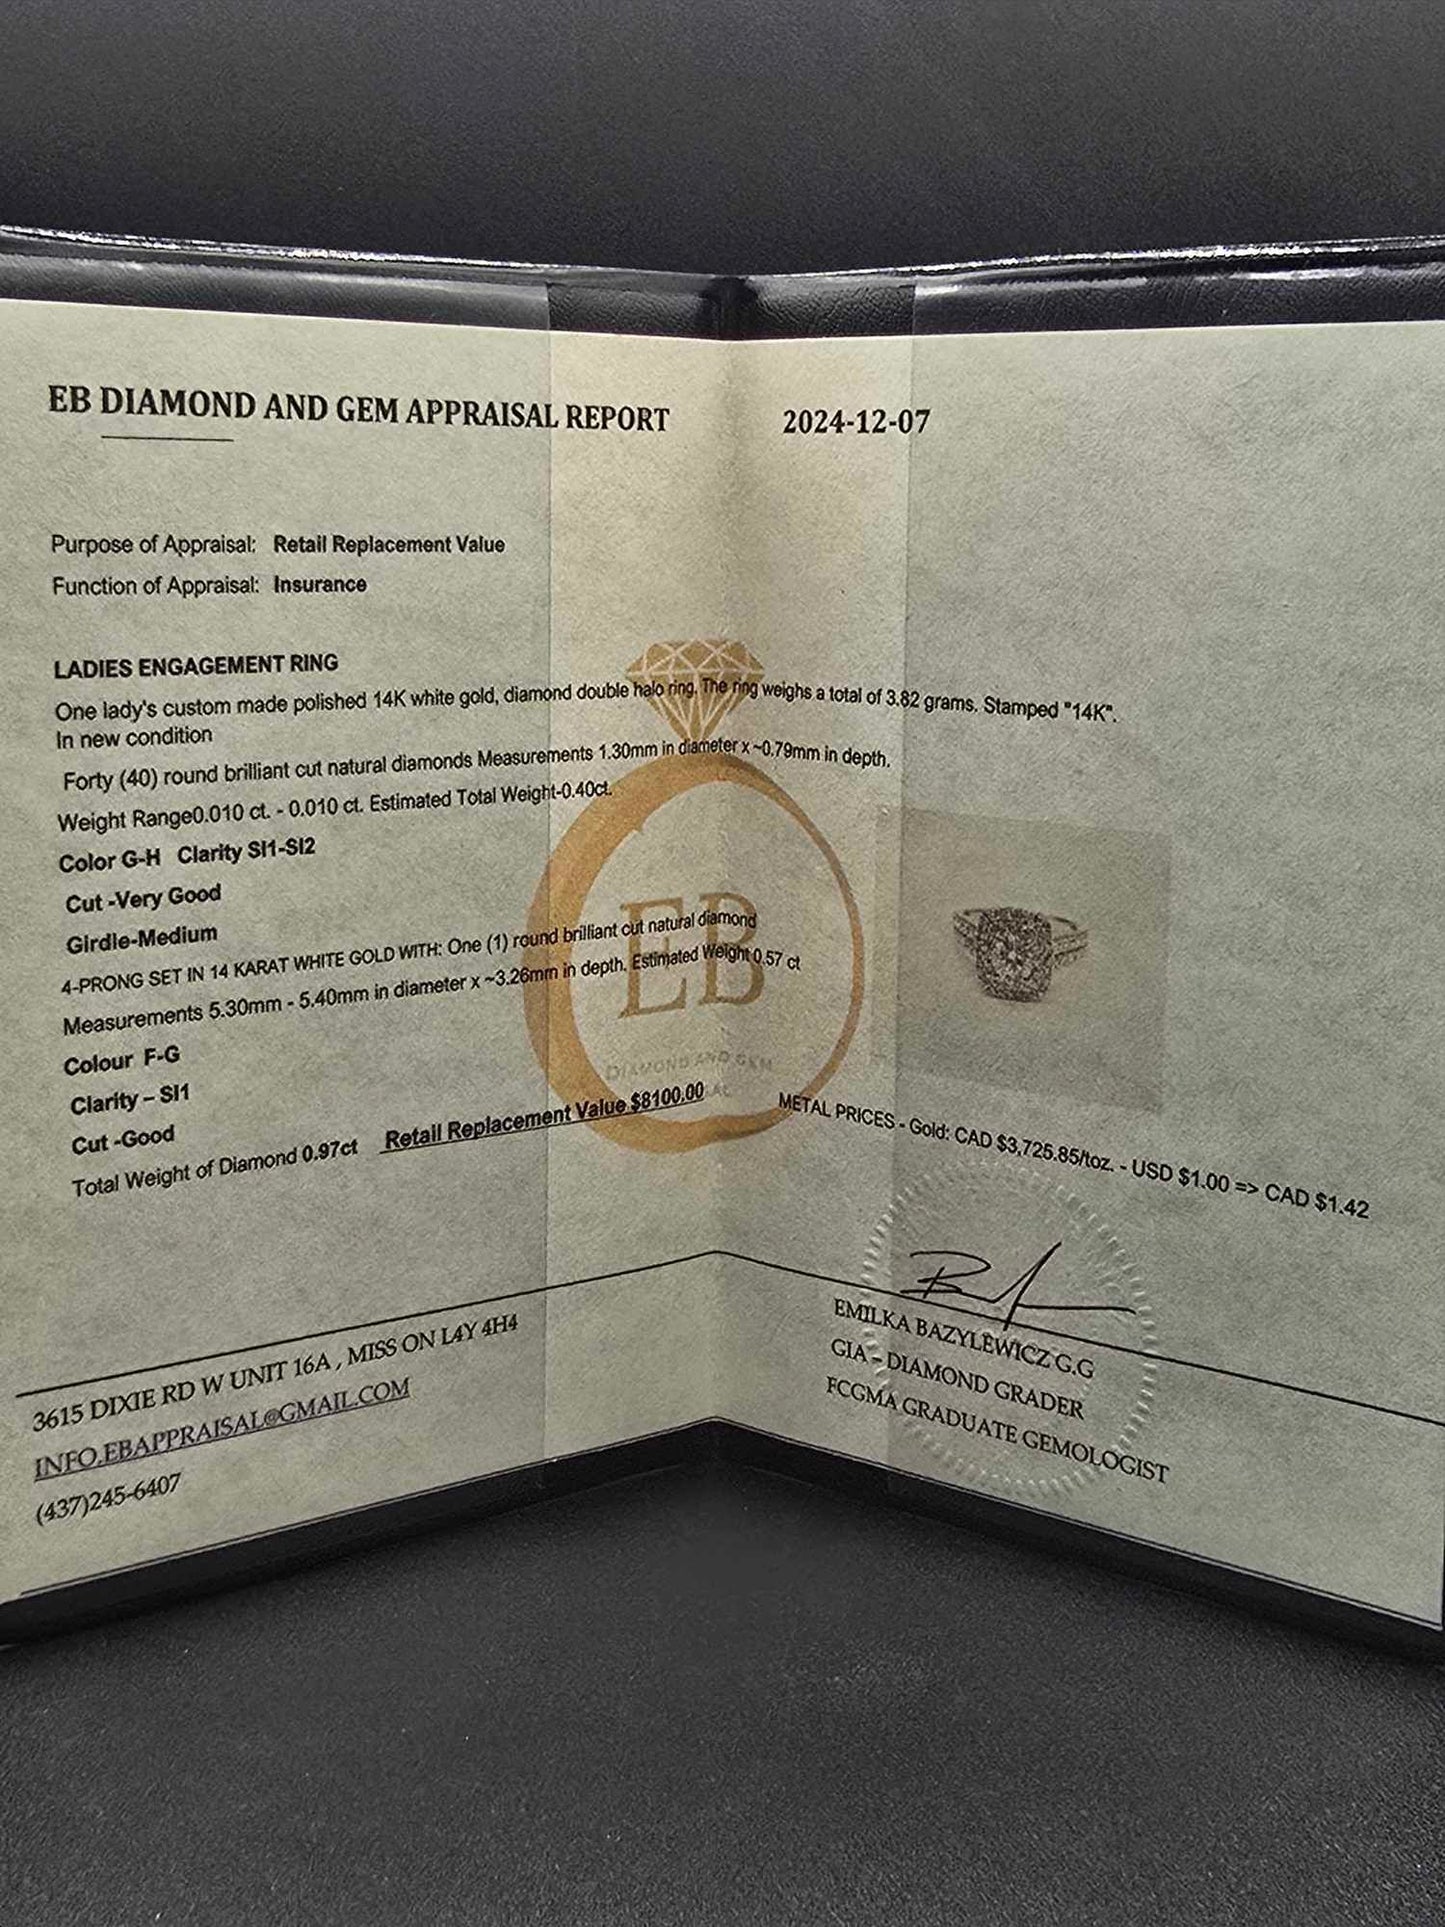 EB DIAMOND AND GEM APPRAISAL REPORT 2024-12-07
Purpose of Appraisal: Retail Replacement Value
Function of Appraisal: Insurance
LADIES ENGAGEMENT RING
One lady's custom made polished 14K white gold, diamond double halo ring. The ring weighs a total of 3.82 grams. Stamped "14K".
In new condition
Forty (40) round brilliant cut natural diamonds Measurements 1.30mm in diameter x ~0.79mm in depth.
Weight Range0.010 ct. - 0.010 ct. Estimated Total Weight-0.40ct.
Color G-H Clarity SI1-SI2
Cut -Very Good
Girdle-Medium
4-PRONG SET IN 14 KARAT WHITE GOLD WITH: One (1) round brilliant cut natural diamond
Measurements 5.30mm - 5.40mm in diameter x ~3.26mm in depth. Estimated Weight 0.57 ct
Colour F-G
Clarity – SI1
Cut -Good
Total Weight of Diamond 0.97ct Retail Replacement Value $8100.00
METAL PRICES - Gold: CAD $3,725.85/toz. - USD $1.00 => CAD $1.42
EB
DIAMOND AND GEM
3615 DIXIE RD W UNIT 16A , MISS ON L4Y 4H4
INFO.EBAPPRAISAL@GMAIL.COM
(437)245-6407
EMILKA BAZYLEWICZ G.G
GIA - DIAMOND GRADER
FCGMA GRADUATE GEMOLOGIST